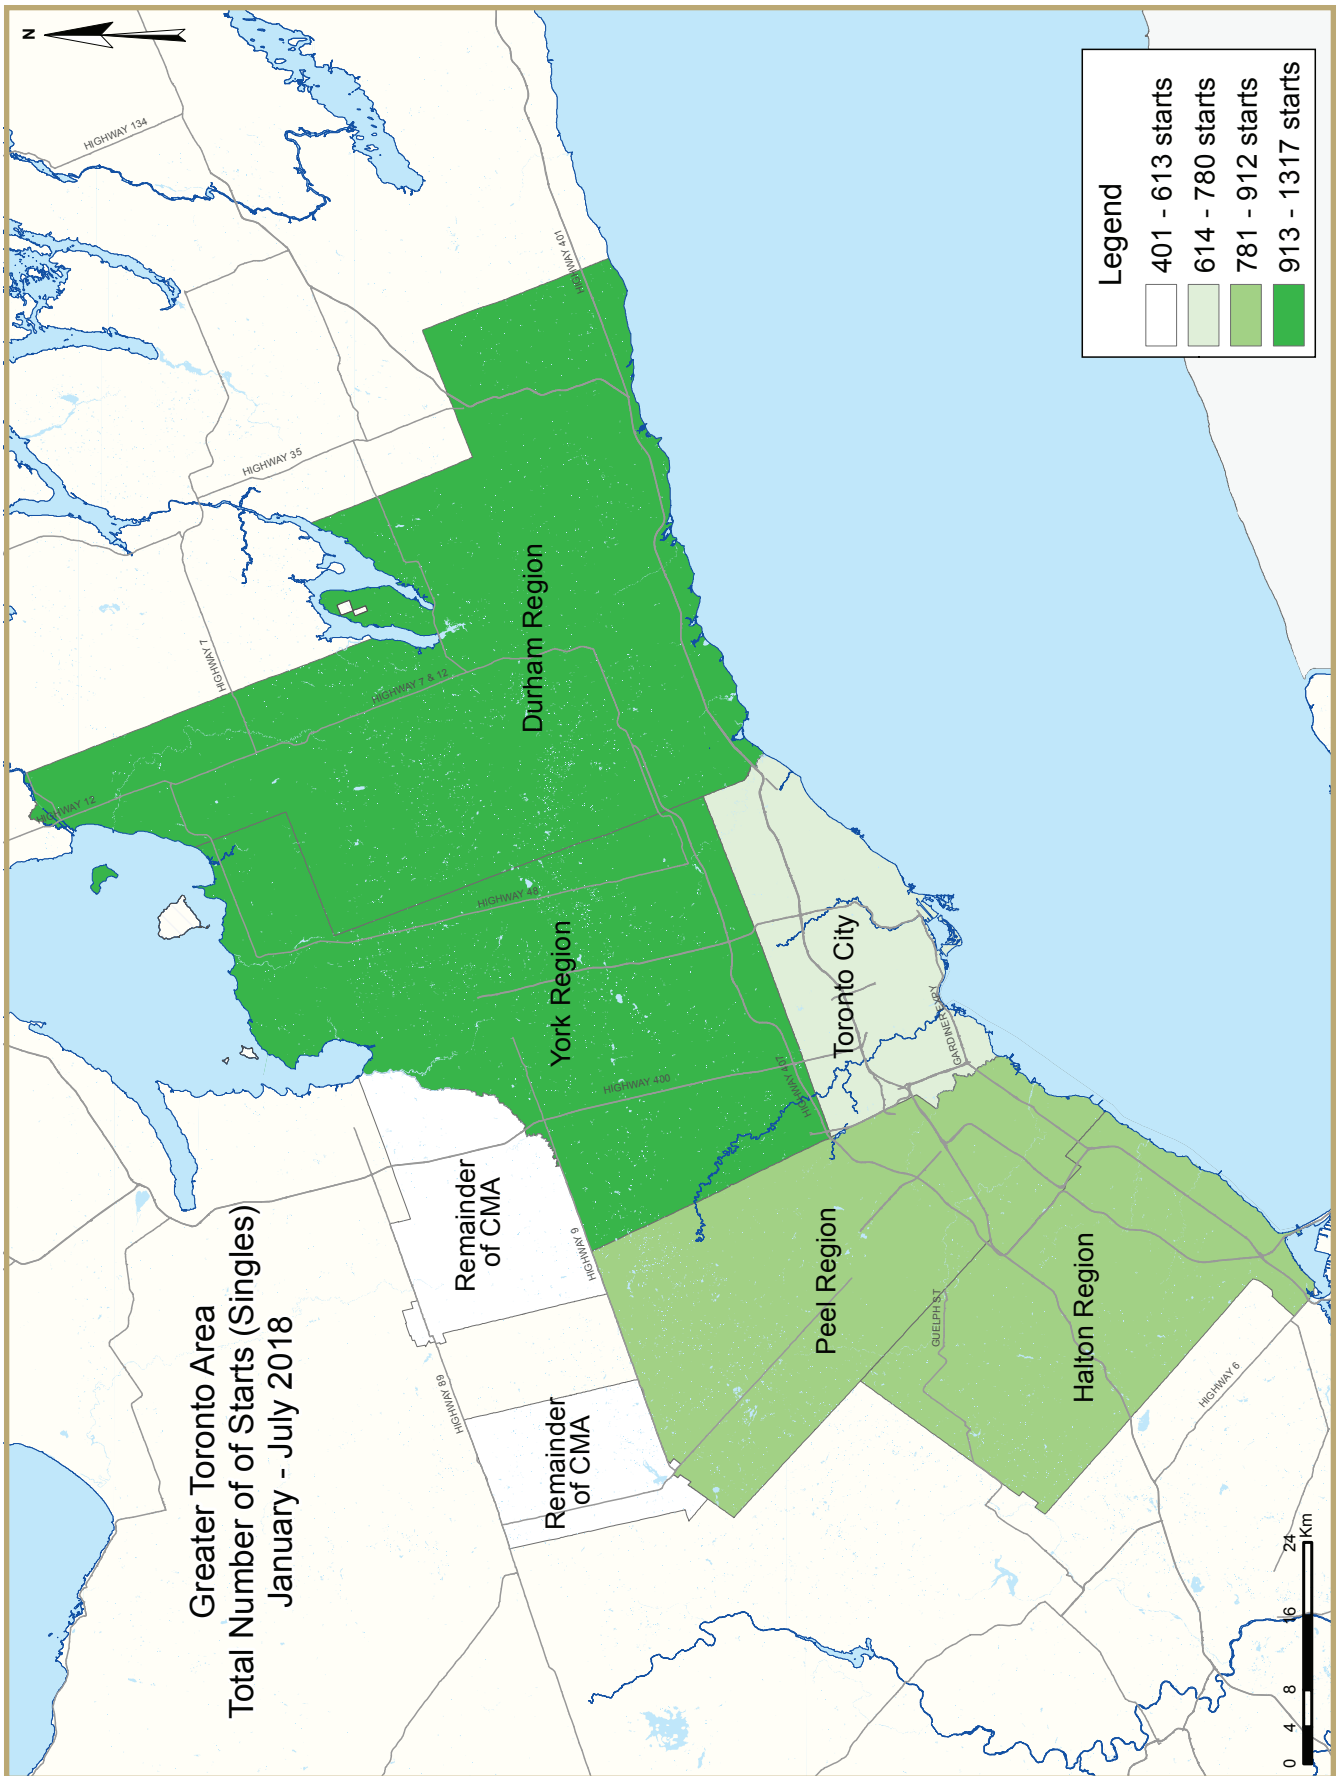 Greater Toronto Area
Total Number of of Starts (Singles)
January - July 2018
N
HIGHWAY 134
HIGHWAY 401
HIGHWAY 35
HIGHWAY 7
HIGHWAY 7 & 12
HIGHWAY 12
Durham Region
HIGHWAY 48
York Region
HIGHWAY 400
HIGHWAY 407
Toronto City
GARDINER EXPY
Remainder
of CMA
HIGHWAY 9
HIGHWAY 89
Remainder
of CMA
Peel Region
GUELPH ST
Halton Region
HIGHWAY 6
Legend
401 - 613 starts
614 - 780 starts
781 - 912 starts
913 - 1317 starts
0 4 8 16 24
Km